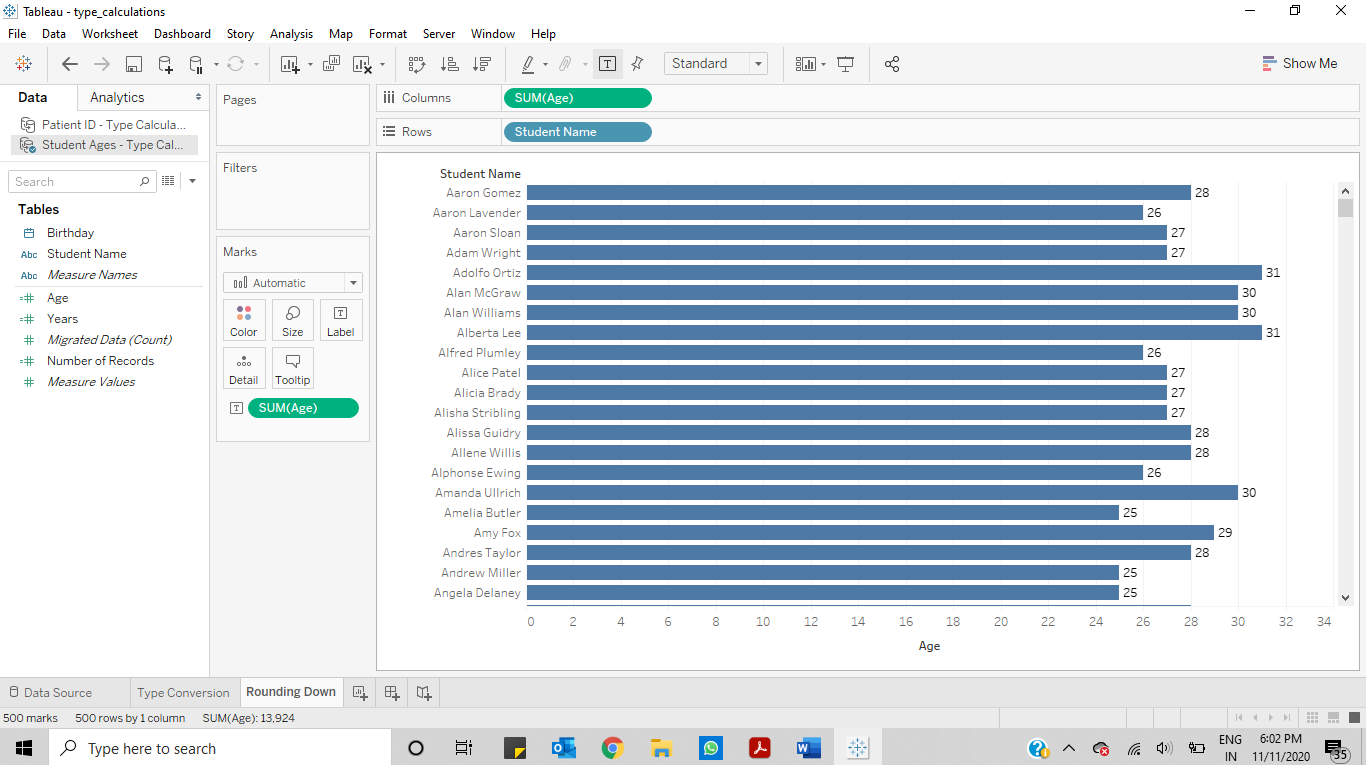 Tableau - type_calculations
File Data Worksheet Dashboard Story Analysis Map Format Server Window Help
Standard
Show Me
Data Analytics
Patient ID - Type Calcula...
Student Ages - Type Cal...
Search
Tables
Birthday
Abc Student Name
Abc Measure Names
=# Age
=# Years
# Migrated Data (Count)
=# Number of Records
# Measure Values
Pages
Filters
Marks
Automatic
Color Size Label
Detail Tooltip
SUM(Age)
Columns SUM(Age)
Rows Student Name
Student Name
Aaron Gomez 28
Aaron Lavender 26
Aaron Sloan 27
Adam Wright 27
Adolfo Ortiz 31
Alan McGraw 30
Alan Williams 30
Alberta Lee 31
Alfred Plumley 26
Alice Patel 27
Alicia Brady 27
Alisha Stribling 27
Alissa Guidry 28
Allene Willis 28
Alphonse Ewing 26
Amanda Ullrich 30
Amelia Butler 25
Amy Fox 29
Andres Taylor 28
Andrew Miller 25
Angela Delaney 25
0 2 4 6 8 10 12 14 16 18 20 22 24 26 28 30 32 34
Age
Data Source Type Conversion Rounding Down
500 marks 500 rows by 1 column SUM(Age): 13,924
Type here to search
ENG 6:02 PM
IN 11/11/2020
35